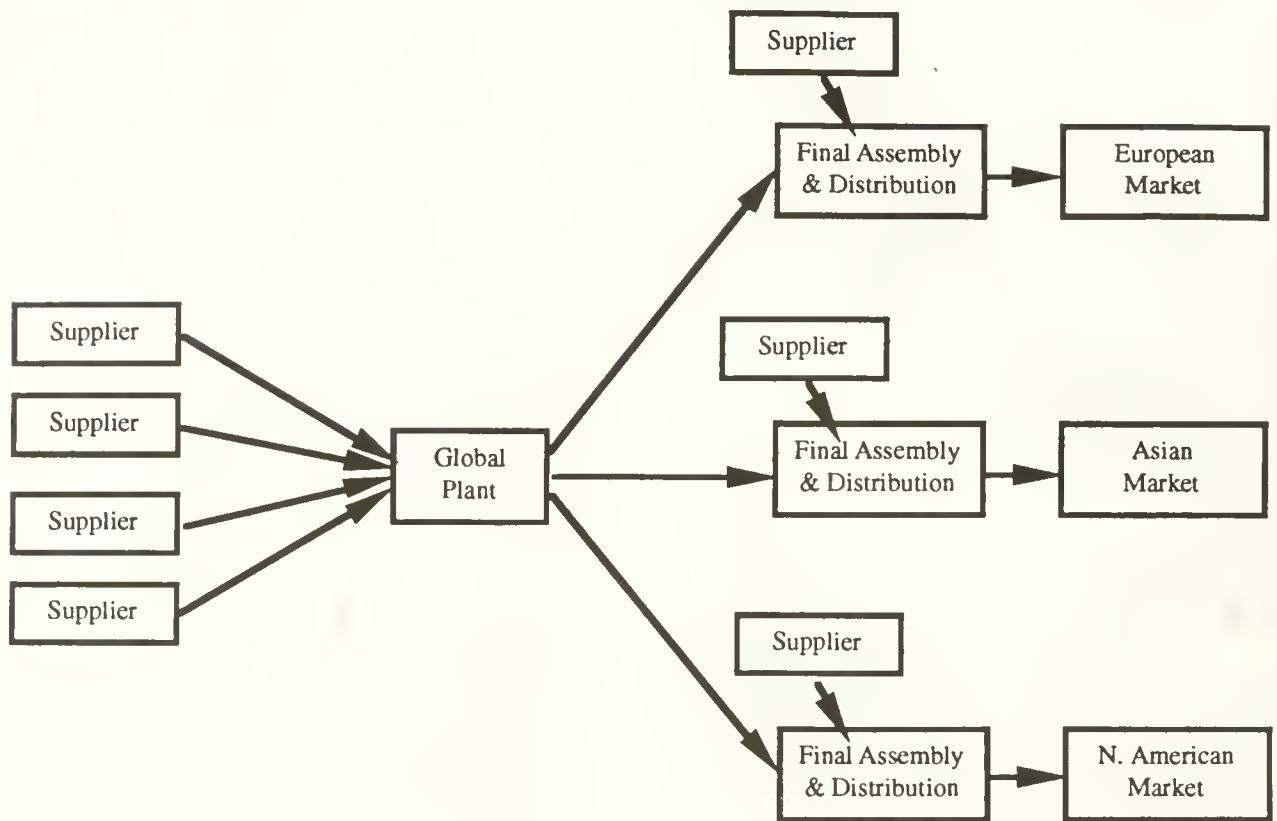 Supplier
Final Assembly
& Distribution
European
Market
Supplier
Supplier
Supplier
Supplier
Global
Plant
Supplier
Final Assembly
& Distribution
Asian
Market
Supplier
Final Assembly
& Distribution
N. American
Market